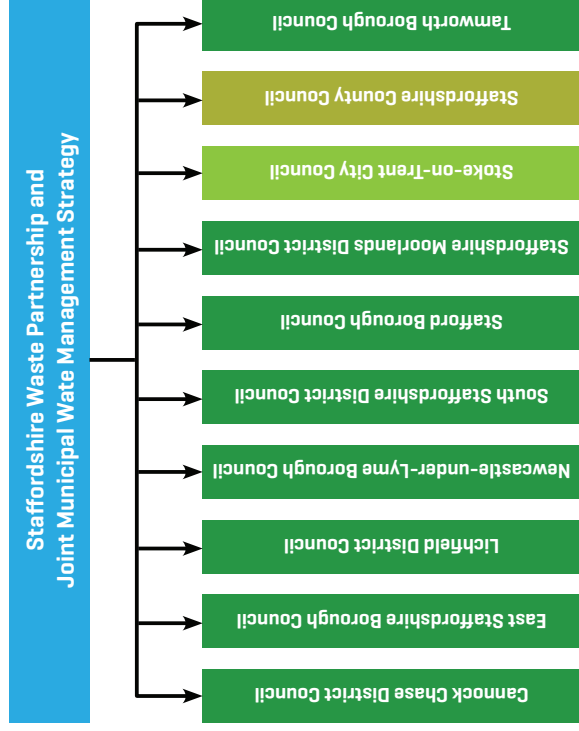 Staffordshire Waste Partnership and
Joint Municipal Wate Management Strategy
Tamworth Borough Council
Staffordshire County Council
Stoke-on-Trent City Council
Staffordshire Moorlands District Council
Stafford Borough Council
South Staffordshire District Council
Newcastle-under-Lyme Borough Council
Lichfield District Council
East Staffordshire Borough Council
Cannock Chase District Council